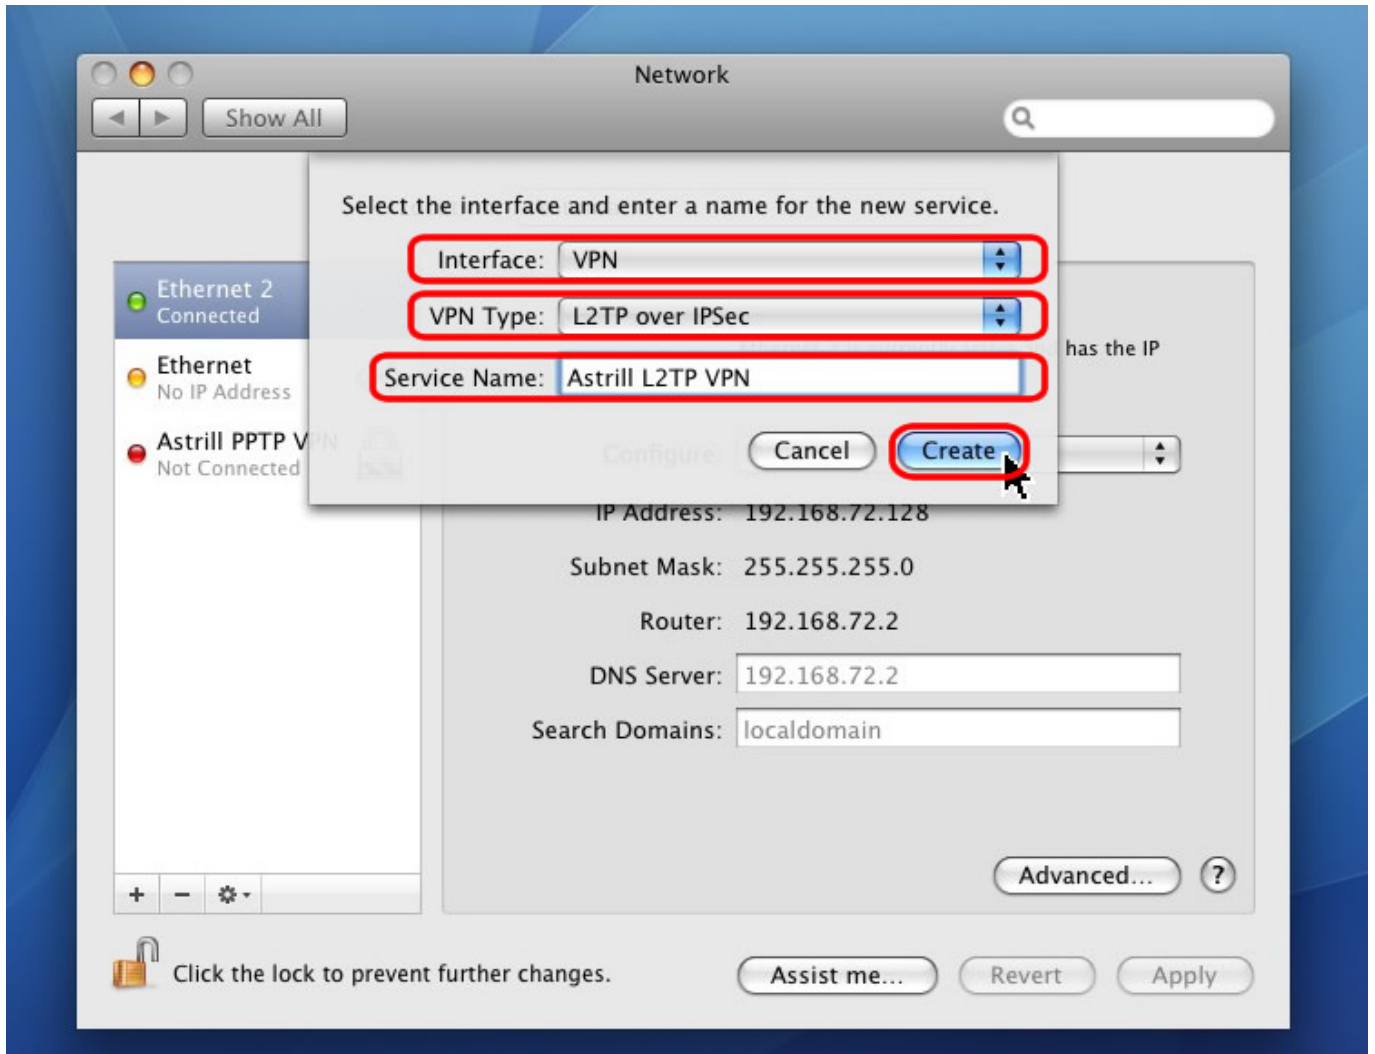 Network
Show All
Select the interface and enter a name for the new service.
Interface: VPN
VPN Type: L2TP over IPSec
Service Name: Astrill L2TP VPN
Cancel Create
Ethernet 2
Connected
Ethernet
No IP Address
Astrill PPTP VPN
Not Connected
has the IP
Configure:
IP Address: 192.168.72.128
Subnet Mask: 255.255.255.0
Router: 192.168.72.2
DNS Server: 192.168.72.2
Search Domains: localdomain
Advanced... ?
Click the lock to prevent further changes.
Assist me... Revert Apply